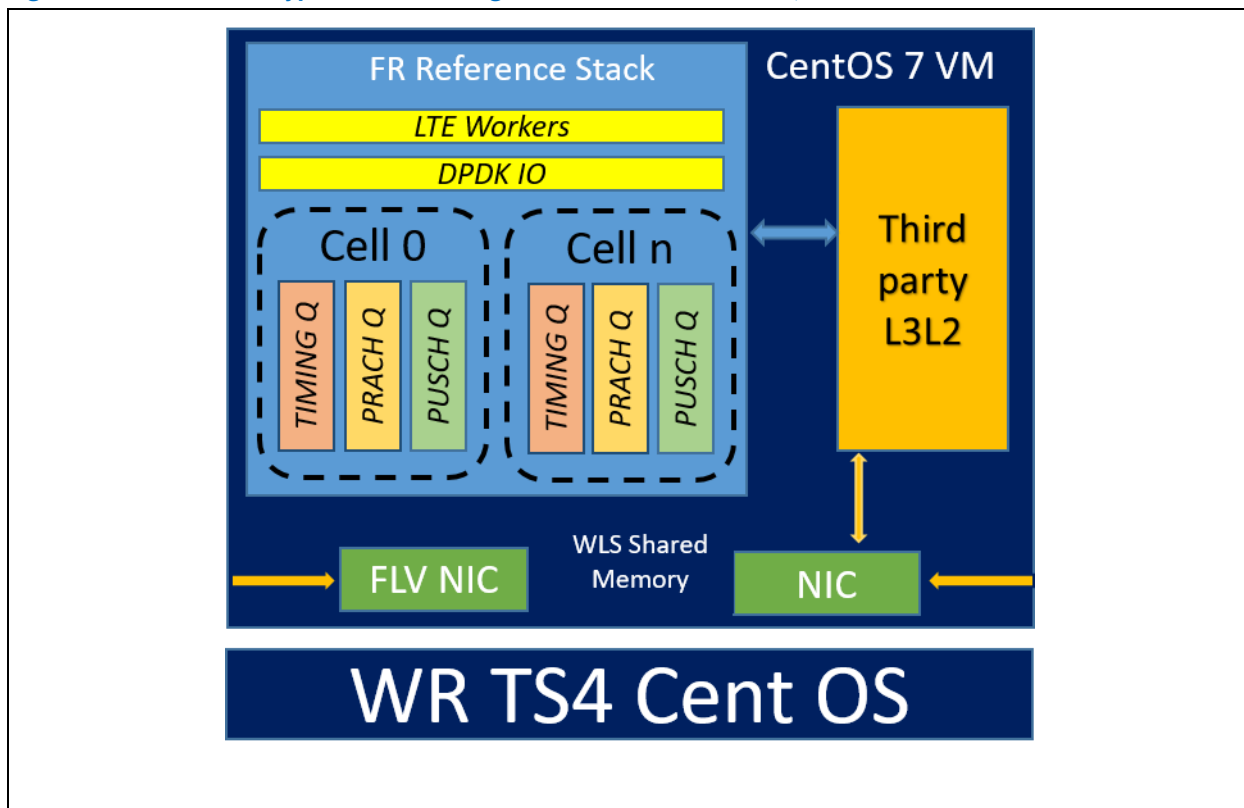 FR Reference Stack
CentOS 7 VM
LTE Workers
DPDK IO
Cell 0
TIMING Q
PRACH Q
PUSCH Q
Cell n
TIMING Q
PRACH Q
PUSCH Q
Third
party
L3L2
FLV NIC
WLS Shared
Memory
NIC
WR TS4 Cent OS